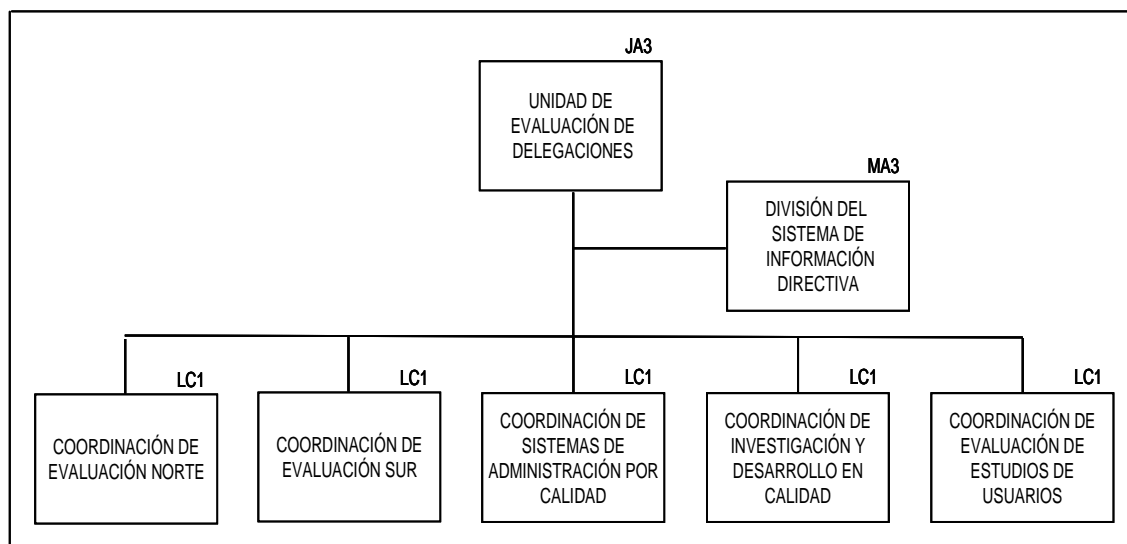 JA3
UNIDAD DE
EVALUACIÓN DE
DELEGACIONES
MA3
DIVISIÓN DEL
SISTEMA DE
INFORMACIÓN
DIRECTIVA
LC1
COORDINACIÓN DE
EVALUACIÓN NORTE
LC1
COORDINACIÓN DE
EVALUACIÓN SUR
LC1
COORDINACIÓN DE
SISTEMAS DE
ADMINISTRACIÓN POR
CALIDAD
LC1
COORDINACIÓN DE
INVESTIGACIÓN Y
DESARROLLO EN
CALIDAD
LC1
COORDINACIÓN DE
EVALUACIÓN DE
ESTUDIOS DE
USUARIOS